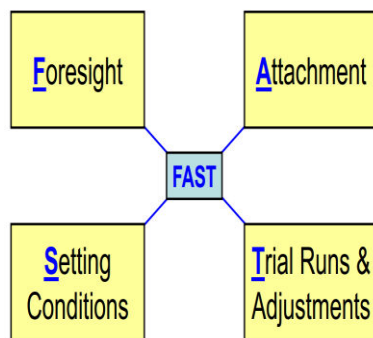 Foresight
Attachment
FAST
Setting
Conditions
Trial Runs &
Adjustments